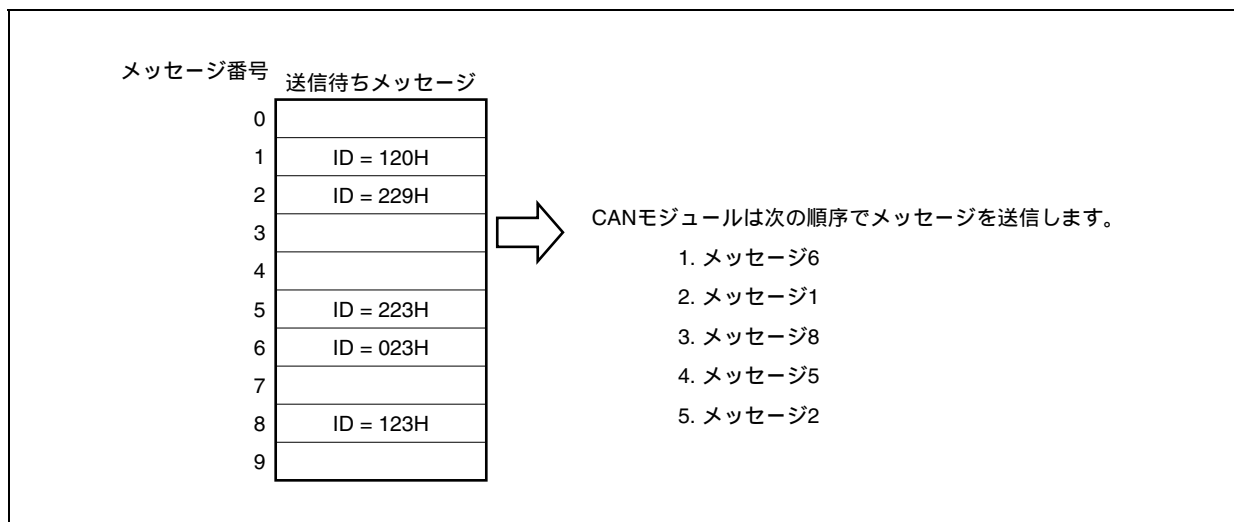 メッセージ番号
送信待ちメッセージ
0
1 ID = 120H
2 ID = 229H
3
4
5 ID = 223H
6 ID = 023H
7
8 ID = 123H
9
CANモジュールは次の順序でメッセージを送信します。
1. メッセージ6
2. メッセージ1
3. メッセージ8
4. メッセージ5
5. メッセージ2